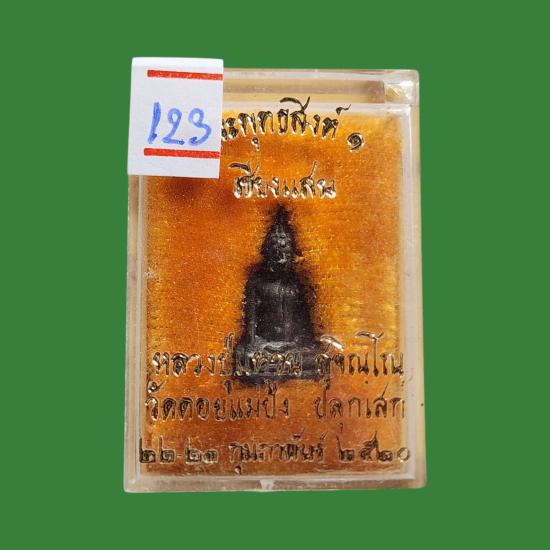 123
พุทธสิงห์ ๑
เชียงแสน
หลวงปู่แหวน สุจิณฺโณ
วัดดอยแม่ปั๋ง ปลุกเสก
๒๒ ๒๓ กุมภาพันธ์ ๒๕๒๐